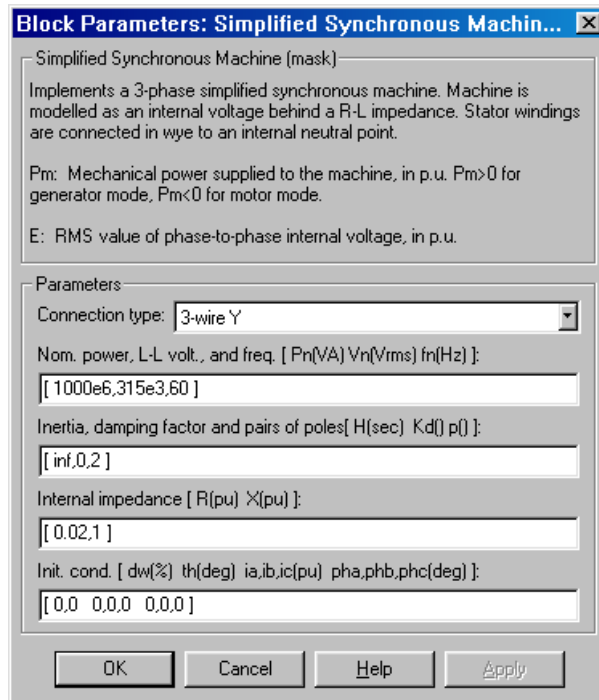 Block Parameters: Simplified Synchronous Machin...
Simplified Synchronous Machine (mask)
Implements a 3-phase simplified synchronous machine. Machine is
modelled as an internal voltage behind a R-L impedance. Stator windings
are connected in wye to an internal neutral point.
Pm:  Mechanical power supplied to the machine, in p.u. Pm>0 for
generator mode, Pm<0 for motor mode.
E:  RMS value of phase-to-phase internal voltage, in p.u.
Parameters
Connection type: 3-wire Y
Nom. power, L-L volt., and freq. [ Pn(VA) Vn(Vrms) fn(Hz) ]:
[ 1000e6,315e3,60 ]
Inertia, damping factor and pairs of poles[ H(sec)  Kd() p() ]:
[ inf,0,2 ]
Internal impedance [ R(pu)  X(pu) ]:
[ 0.02,1 ]
Init. cond. [ dw(%)  th(deg)  ia,ib,ic(pu)  pha,phb,phc(deg) ]:
[ 0,0   0,0,0   0,0,0 ]
OK Cancel Help Apply